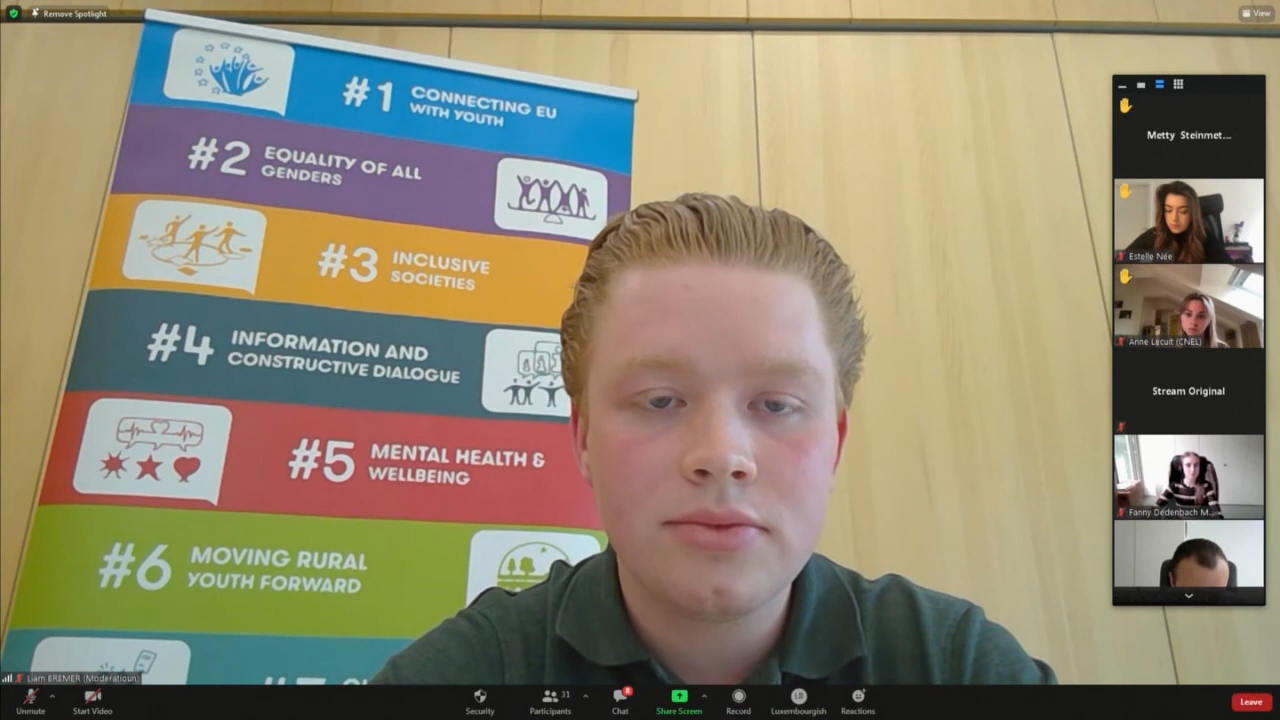 Remove Spotlight
View
#1 CONNECTING EU
WITH YOUTH
#2 EQUALITY OF ALL
GENDERS
#3 INCLUSIVE
SOCIETIES
#4 INFORMATION AND
CONSTRUCTIVE DIALOGUE
#5 MENTAL HEALTH &
WELLBEING
#6 MOVING RURAL
YOUTH FORWARD
Metty Steinmet...
Estelle Née
Anne Lecuit (CNEL)
Stream Original
Fanny Dedenbach M...
Liam BREMER (Moderatioun)
Unmute
Start Video
Security
31
Participants
8
Chat
Share Screen
Record
LB
Luxembourgish
Reactions
Leave